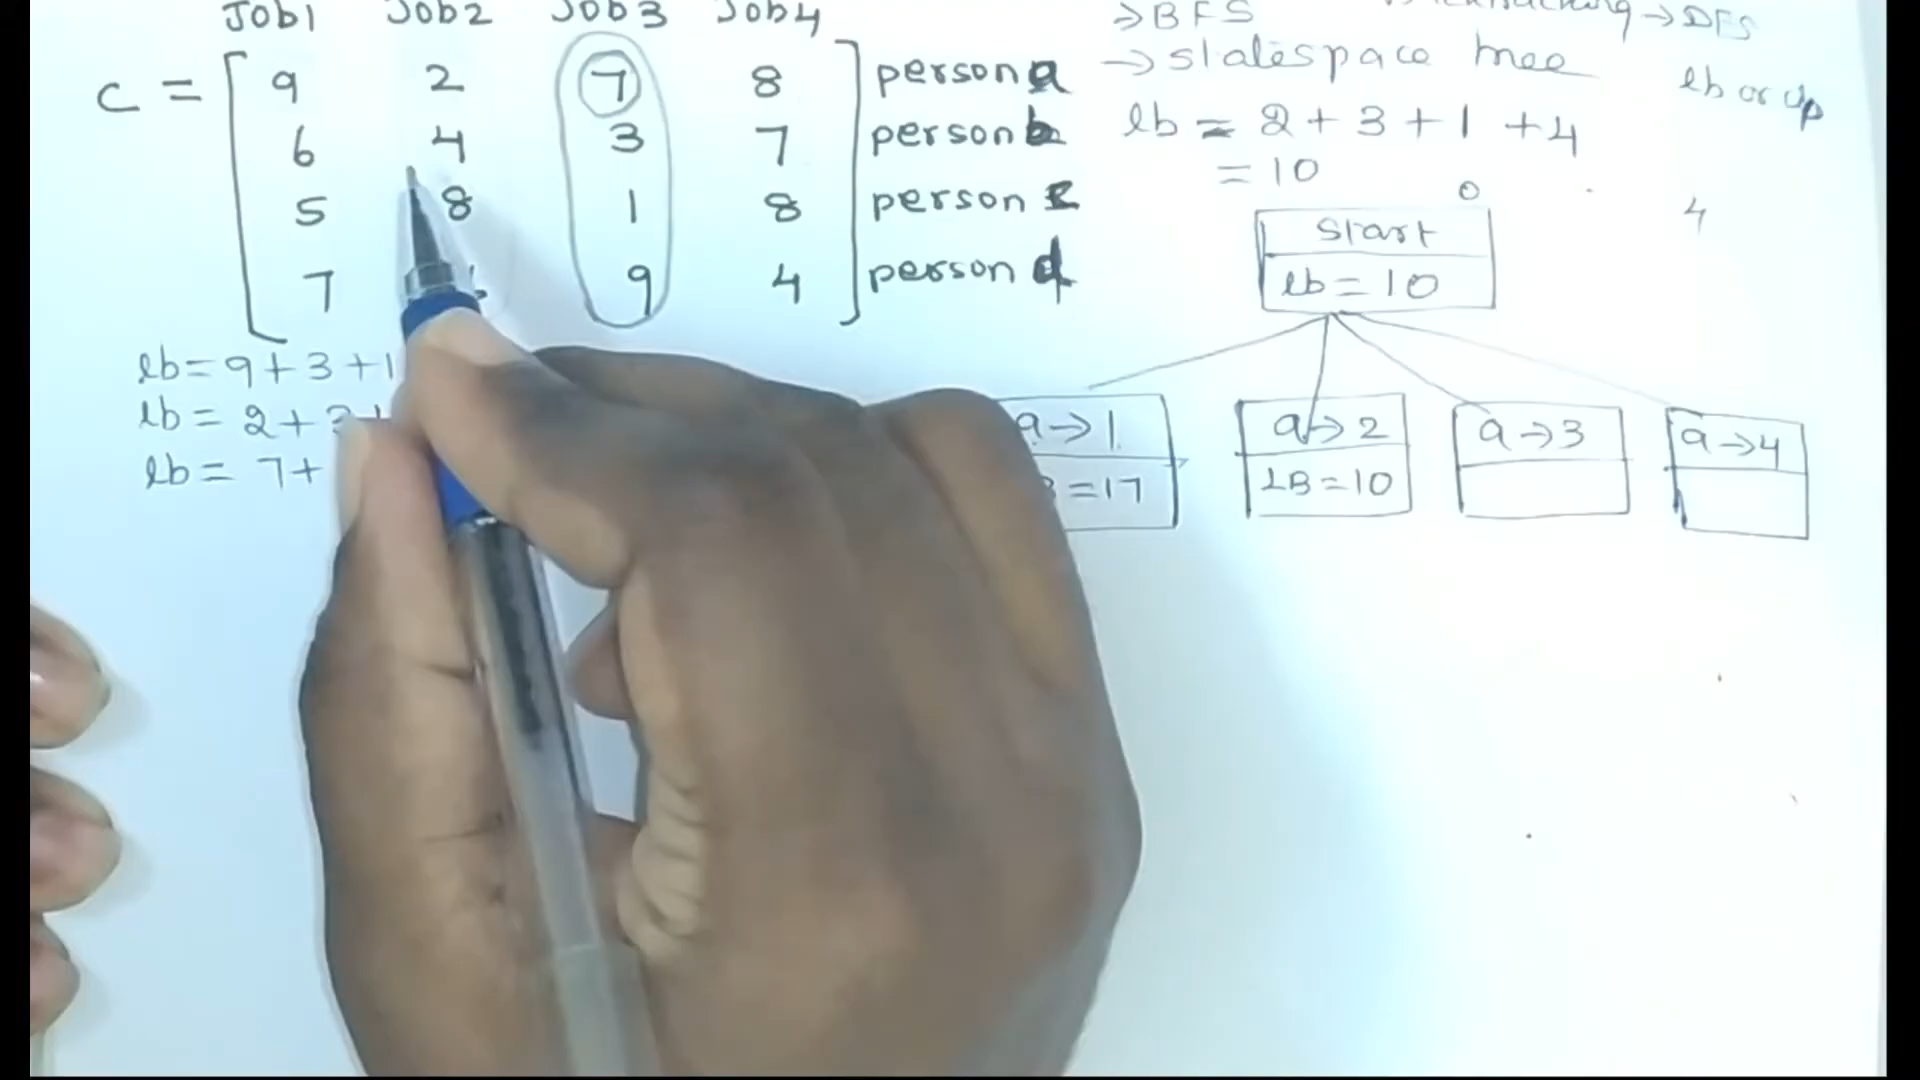 Job1 Job2 Job3 Job4
C = 9 2 7 8 person a
6 4 3 7 person b
5 8 1 8 person c
7 9 4 person d
lb = 9 + 3 + 1
lb = 2 + 3 +
lb = 7 +
→ BFS → DFS
→ statespace tree
lb or up
lb = 2 + 3 + 1 + 4
= 10
0
4
Start
lb = 10
a → 1 a → 2 a → 3 a → 4
= 17 LB = 10